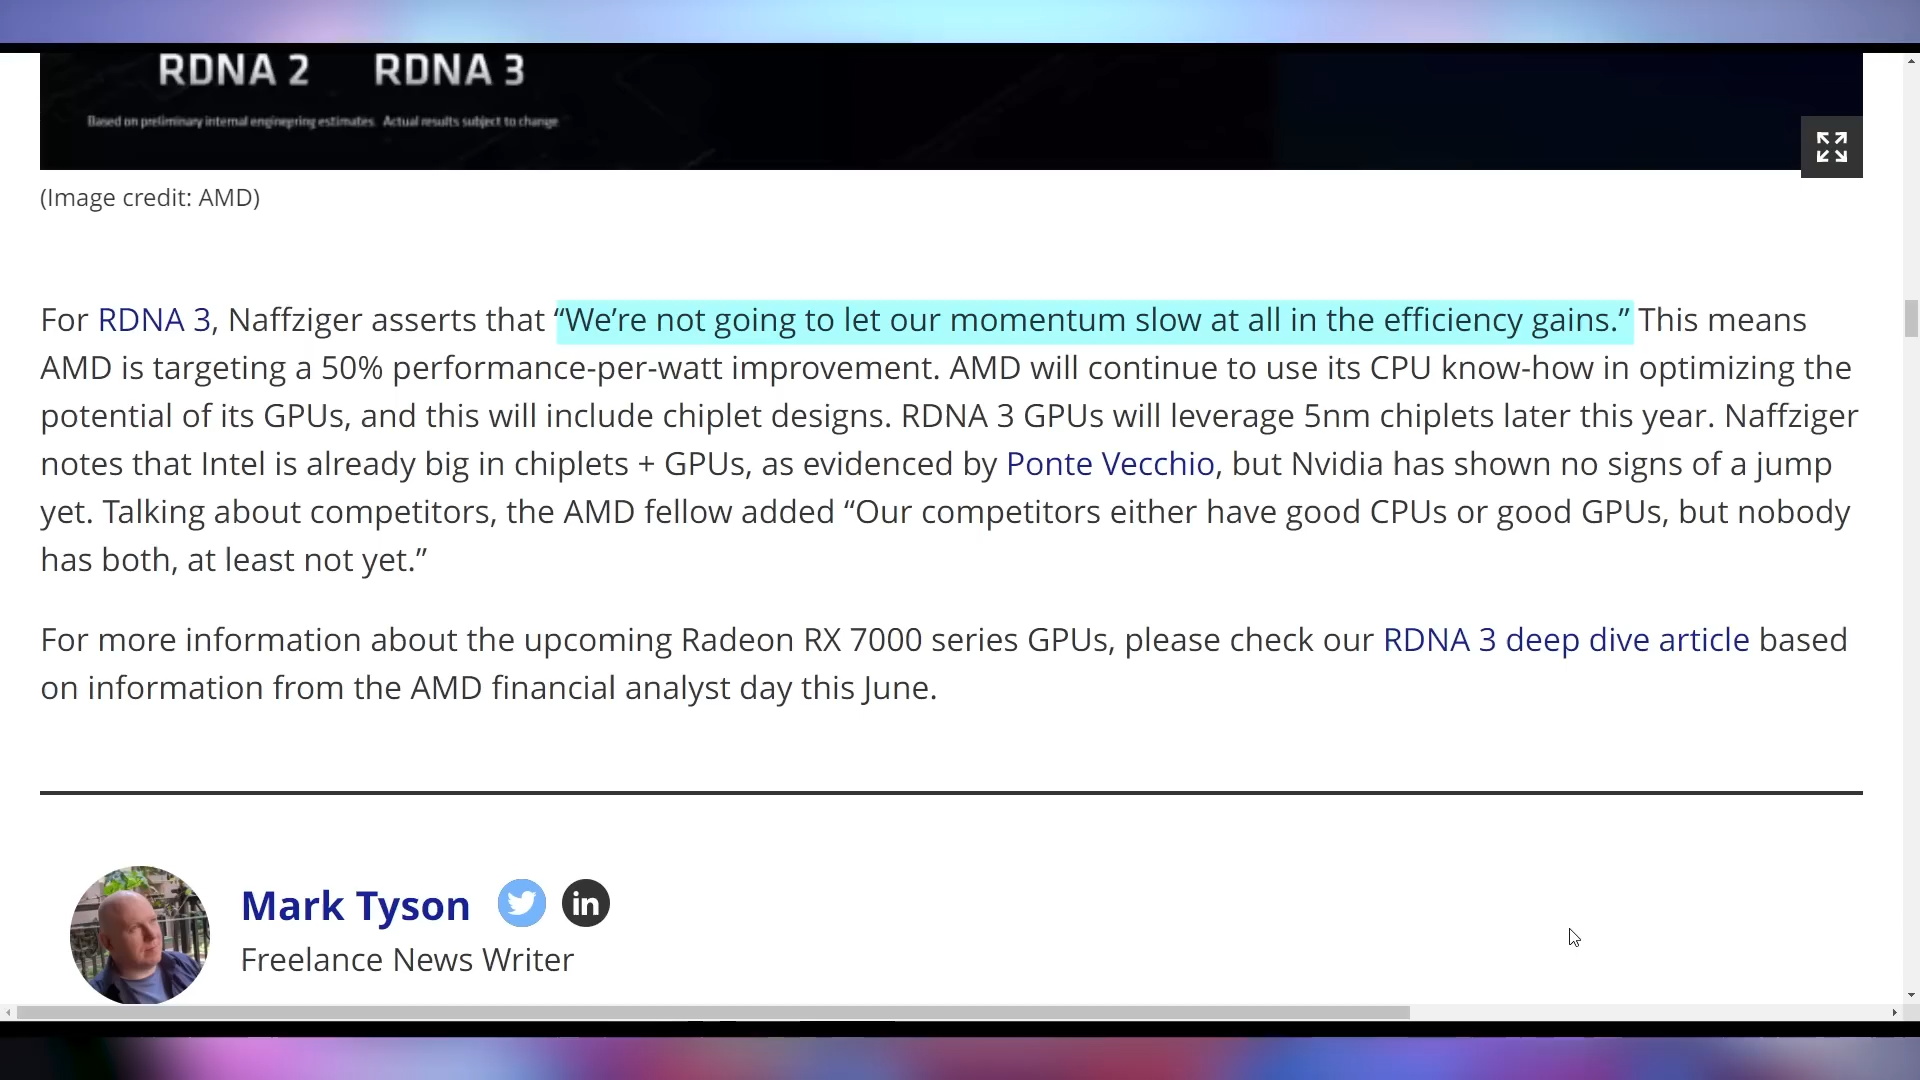 RDNA 2 RDNA 3
Based on preliminary internal engineering estimates. Actual results subject to change
(Image credit: AMD)
For RDNA 3, Naffziger asserts that “We’re not going to let our momentum slow at all in the efficiency gains.” This means
AMD is targeting a 50% performance-per-watt improvement. AMD will continue to use its CPU know-how in optimizing the
potential of its GPUs, and this will include chiplet designs. RDNA 3 GPUs will leverage 5nm chiplets later this year. Naffziger
notes that Intel is already big in chiplets + GPUs, as evidenced by Ponte Vecchio, but Nvidia has shown no signs of a jump
yet. Talking about competitors, the AMD fellow added “Our competitors either have good CPUs or good GPUs, but nobody
has both, at least not yet.”
For more information about the upcoming Radeon RX 7000 series GPUs, please check our RDNA 3 deep dive article based
on information from the AMD financial analyst day this June.
Mark Tyson in
Freelance News Writer